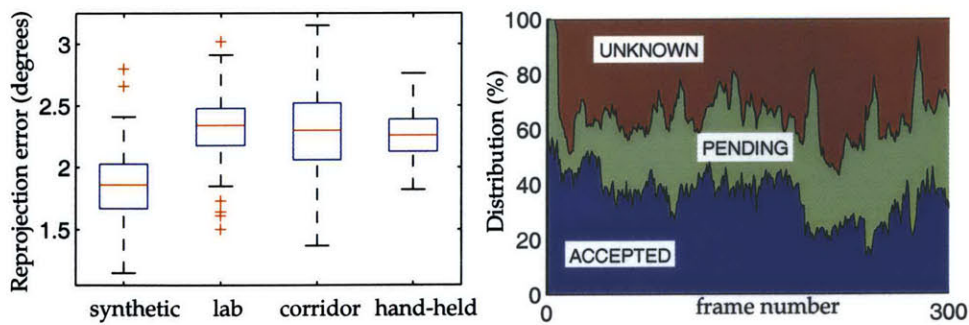 Reprojection error (degrees)
3
2.5
2
1.5
synthetic
lab
corridor
hand-held
Distribution (%)
100
80
60
40
20
0
UNKNOWN
PENDING
ACCEPTED
0
frame number
300